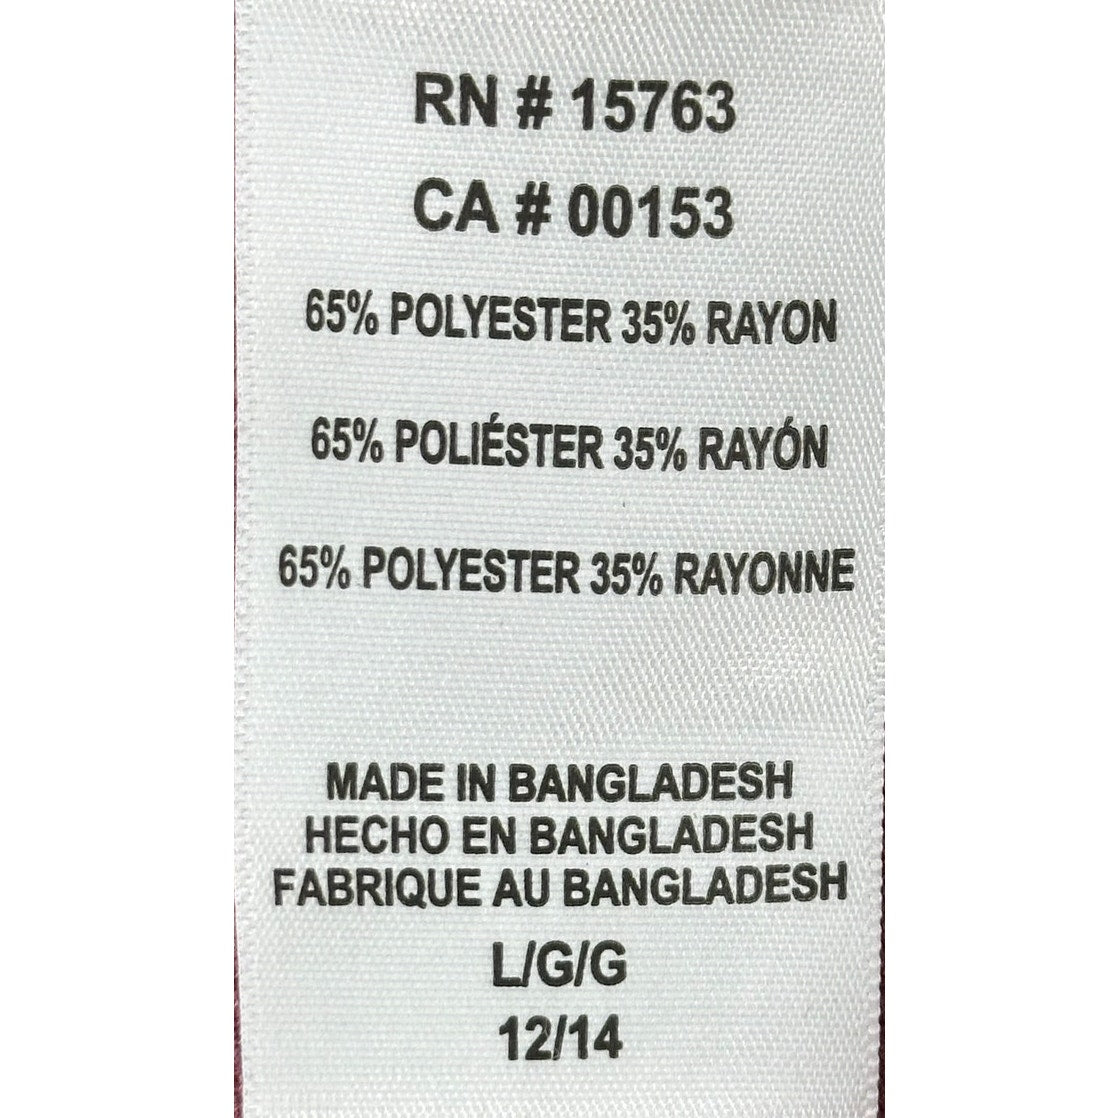 RN # 15763
CA # 00153
65% POLYESTER 35% RAYON
65% POLIÉSTER 35% RAYÓN
65% POLYESTER 35% RAYONNE
MADE IN BANGLADESH
HECHO EN BANGLADESH
FABRIQUE AU BANGLADESH
L/G/G
12/14